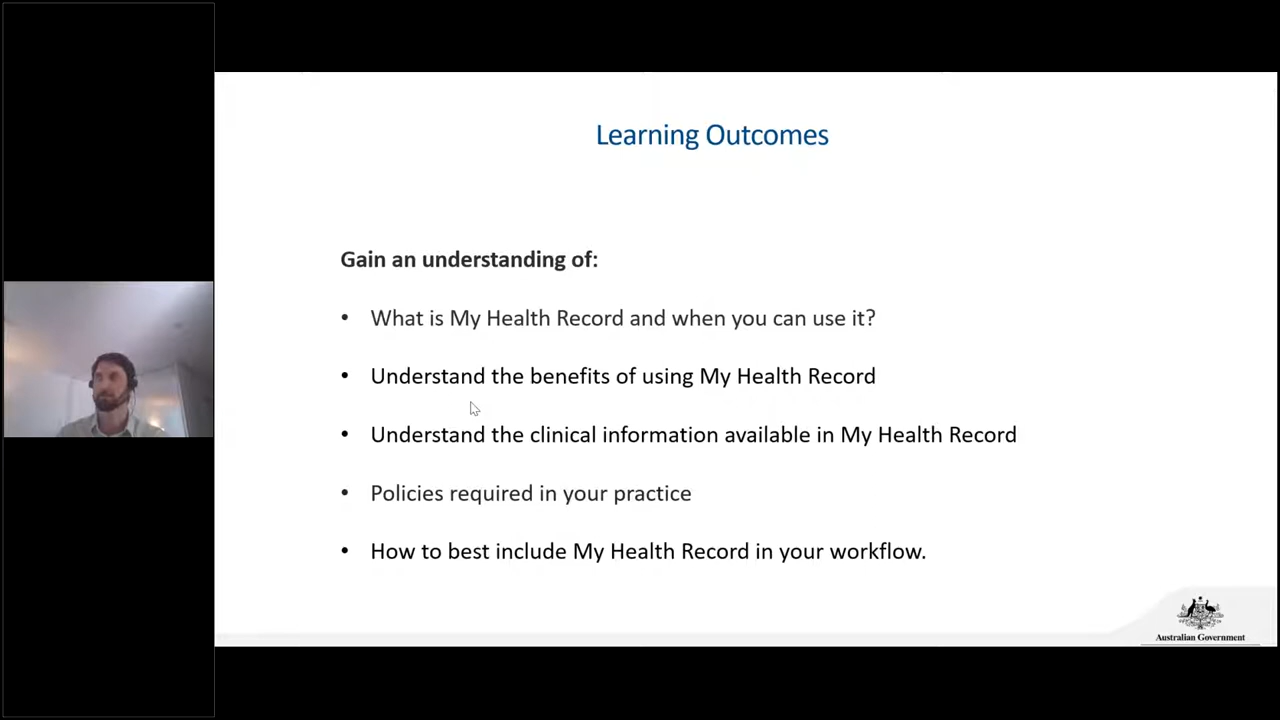 Learning Outcomes
Gain an understanding of:
• What is My Health Record and when you can use it?
• Understand the benefits of using My Health Record
• Understand the clinical information available in My Health Record
• Policies required in your practice
• How to best include My Health Record in your workflow.
Australian Government